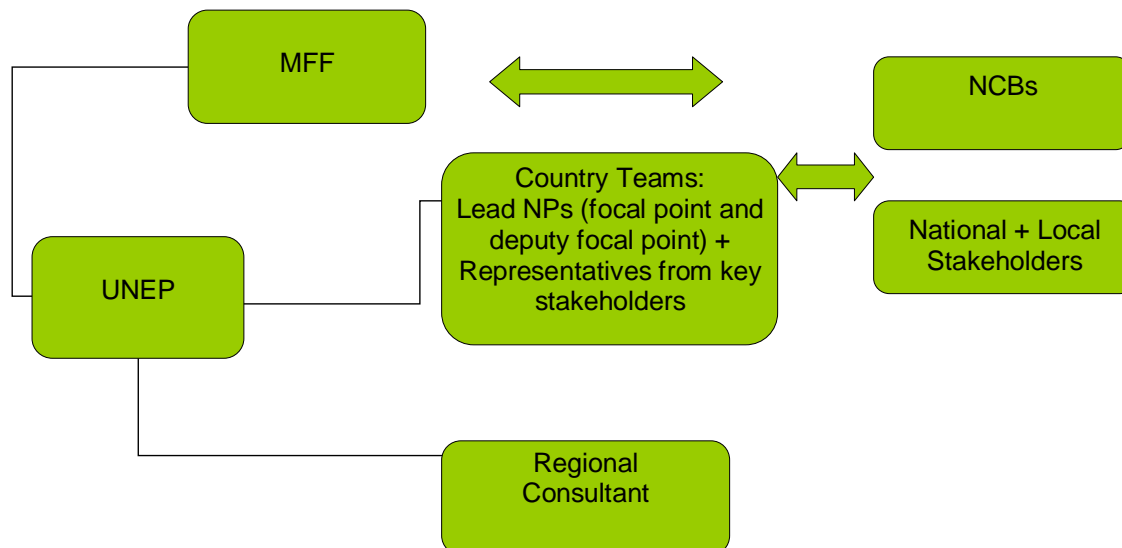 MFF
NCBs
Country Teams:
Lead NPs (focal point and
deputy focal point) +
Representatives from key
stakeholders
National + Local
Stakeholders
UNEP
Regional
Consultant